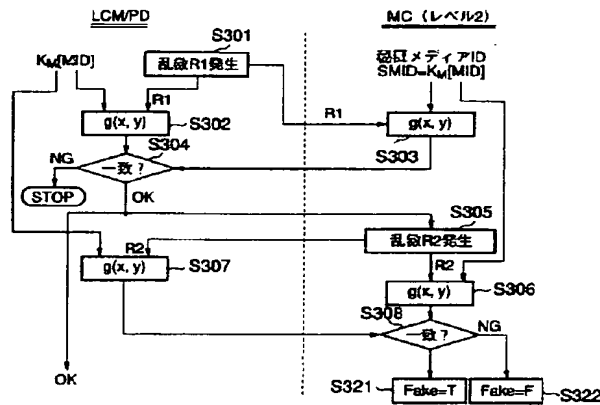 LCM/PD
MC (レベル2)
S301
乱数R1発生
KM[MID]
秘匿メディアID
SMID=KM[MID]
R1
R1
g(x, y)
S302
g(x, y)
S303
S304
一致?
NG
STOP
OK
S305
乱数R2発生
R2
R2
g(x, y)
S307
g(x, y)
S306
S308
一致?
NG
OK
S321
Fake=T
Fake=F
S322